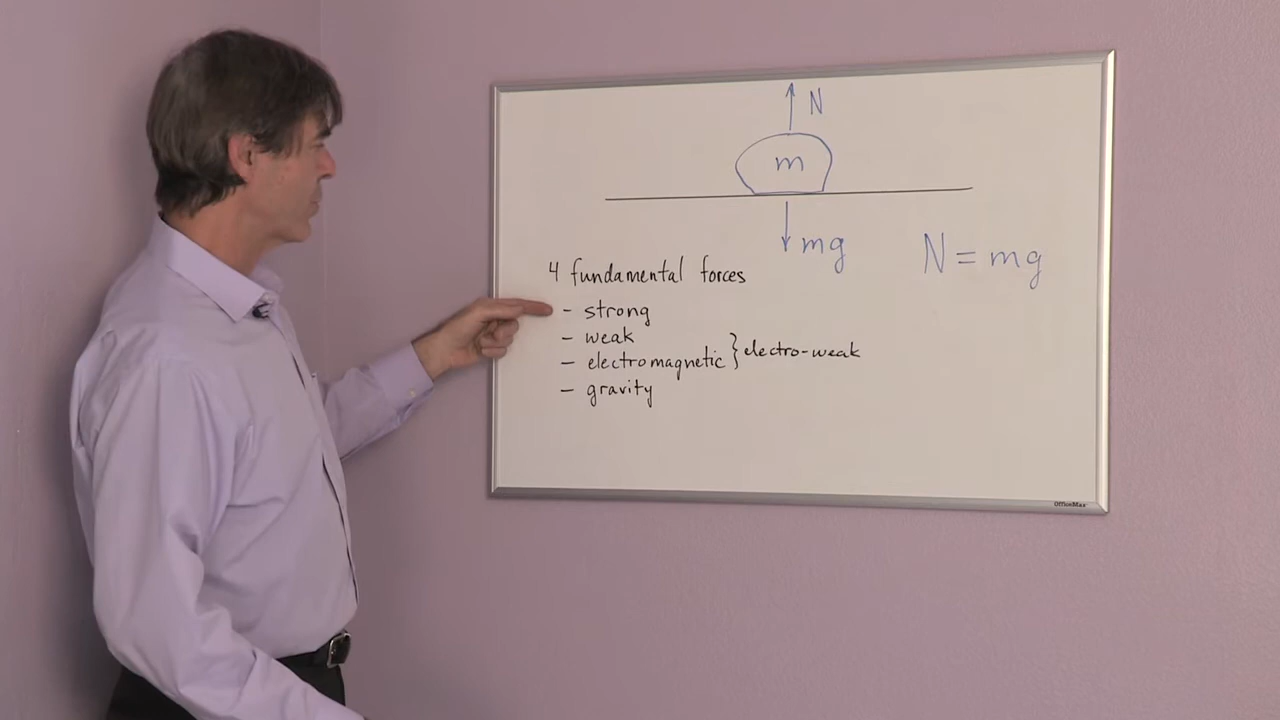 N
m
mg
N = mg
4 fundamental forces
- strong
- weak
- electromagnetic } electro-weak
- gravity
OfficeMax